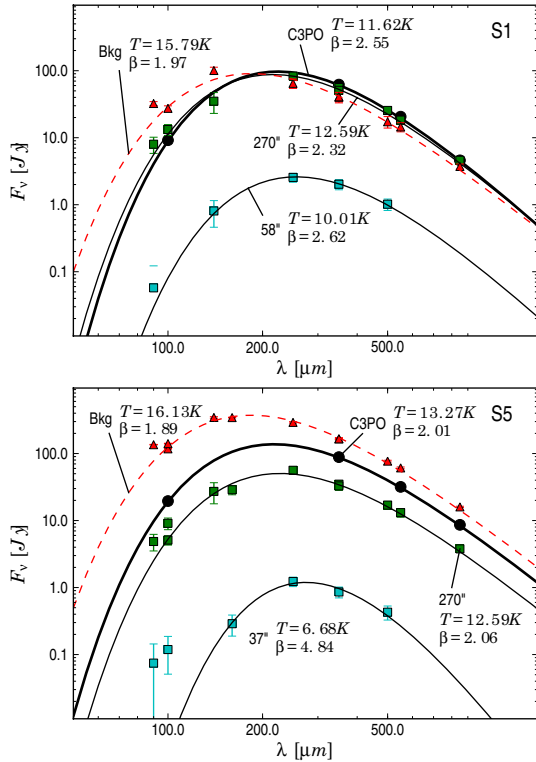 S1
T=11.62K
C3PO β=2.55
T=15.79K
Bkg β=1.97
100.0
10.0
1.0
0.1
F_ν [Jy]
T=12.59K
270" β=2.32
T=10.01K
58" β=2.62
100.0 200.0 500.0
λ [μm]
S5
T=16.13K
Bkg β=1.89
T=13.27K
C3PO β=2.01
100.0
10.0
1.0
0.1
F_ν [Jy]
270"
T=12.59K
β=2.06
T=6.68K
37" β=4.84
100.0 200.0 500.0
λ [μm]